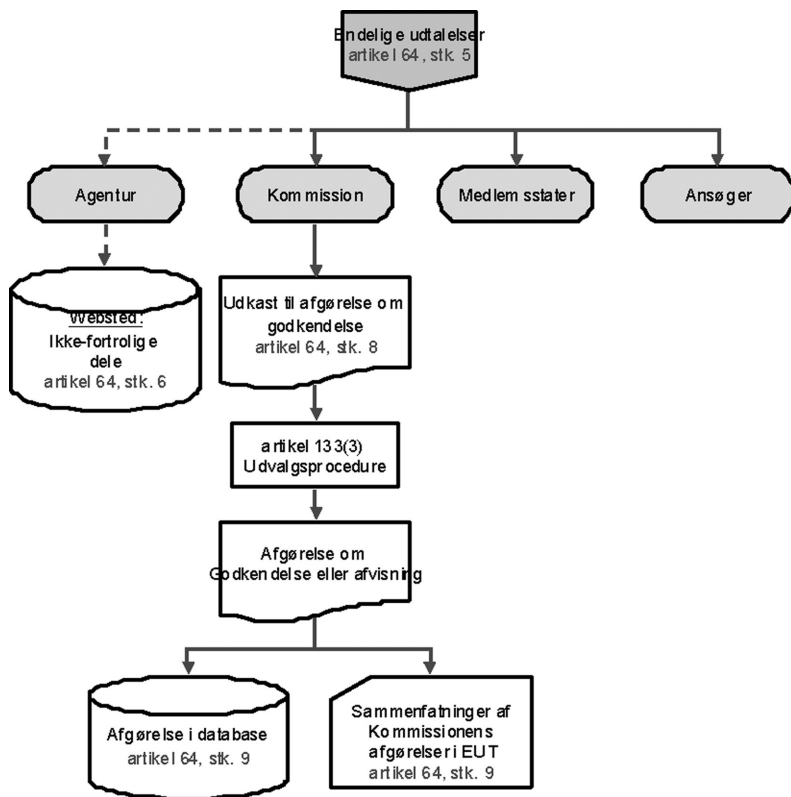 Endelige udtalelser
artikel 64, stk. 5
Agentur
Kommission
Medlemsstater
Ansøger
Websted:
Ikke-fortrolige
dele
artikel 64, stk. 6
Udkast til afgørelse om
godkendelse
artikel 64, stk. 8
artikel 133(3)
Udvalgsprocedure
Afgørelse om
Godkendelse eller afvisning
Afgørelse i database
artikel 64, stk. 9
Sammenfatninger af
Kommissionens
afgørelser i EUT
artikel 64, stk. 9